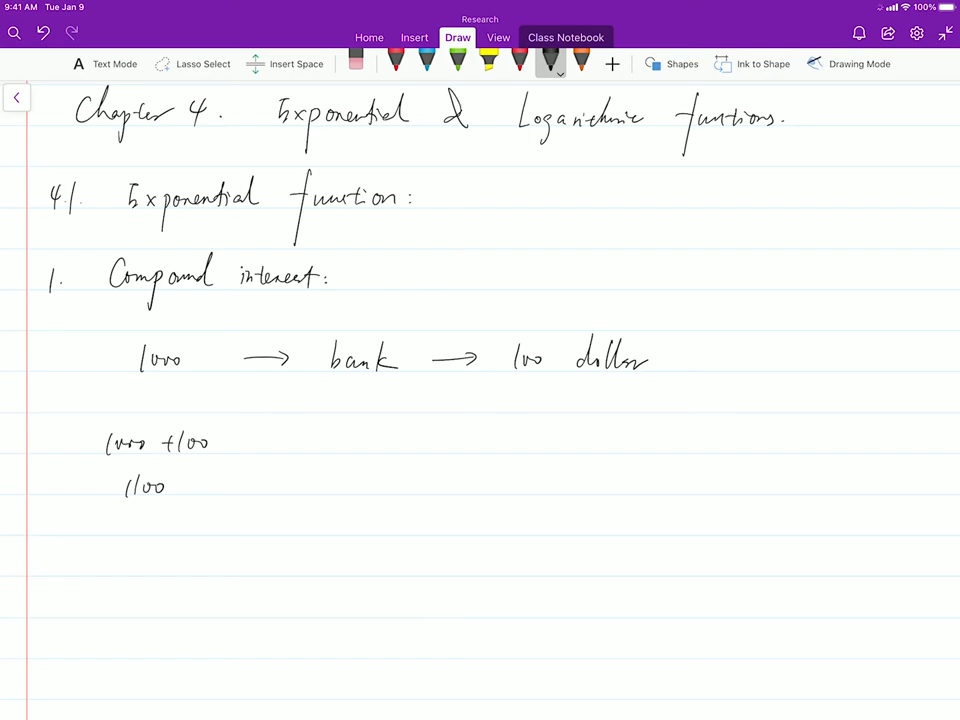 9:41 AM Tue Jan 9 100%
Research
Home Insert Draw View Class Notebook
A Text Mode Lasso Select Insert Space Shapes Ink to Shape Drawing Mode
Chapter 4. Exponential & Logarithmic functions.
4.1. Exponential function:
1. Compound interest:
1000 → bank → 100 dollar
1000 +100
1100